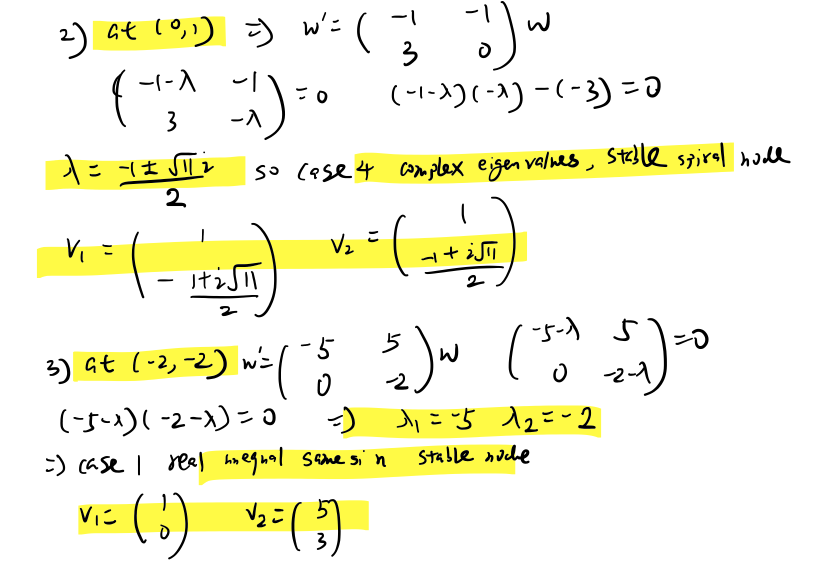 2) at (0,1) => w' = ( -1 -1 ; 3 0 ) w
( -1-λ -1 ; 3 -λ ) = 0 (-1-λ)(-λ) - (-3) = 0
λ = (-1 ± √11 i)/2 so case 4 complex eigenvalues, stable spiral node
V₁ = ( 1 ; - (1+i√11)/2 ) V₂ = ( 1 ; (-1+i√11)/2 )
3) at (-2,-2) w' = ( -5 5 ; 0 -2 ) w ( -5-λ 5 ; 0 -2-λ ) = 0
(-5-λ)(-2-λ) = 0 => λ₁ = -5 λ₂ = -2
=> case 1 real unequal same sin stable node
V₁ = ( 1 ; 0 ) V₂ = ( 5 ; 3 )